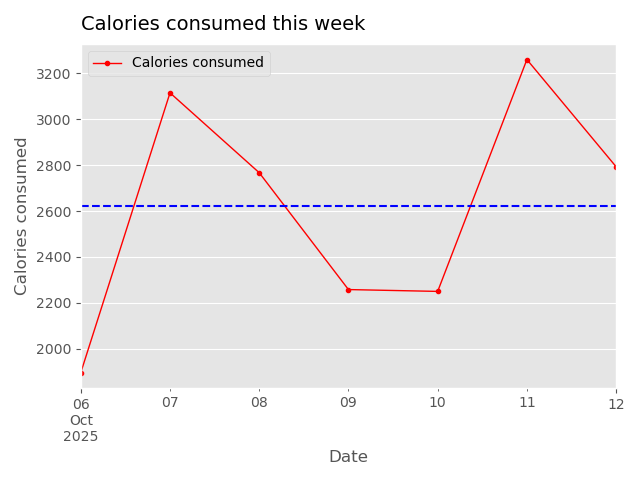 Calories consumed this week
Calories consumed
3200
3000
2800
2600
2400
2200
2000
Calories consumed
06 07 08 09 10 11 12
Oct
2025
Date